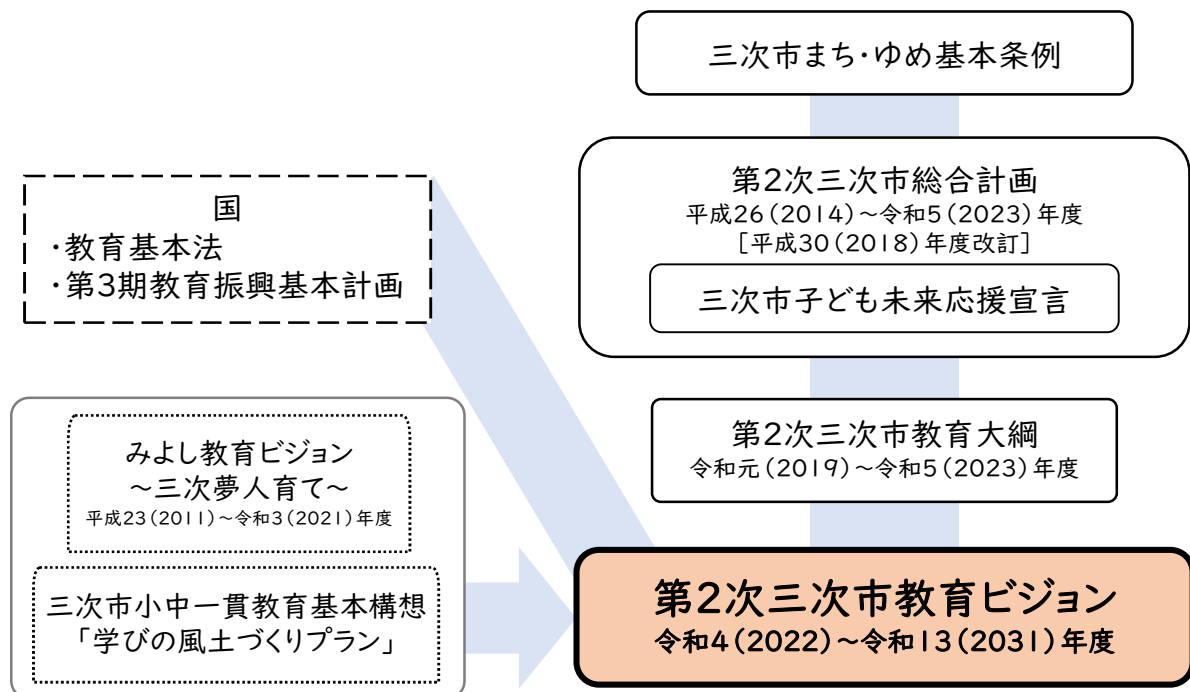 三次市まち・ゆめ基本条例
第2次三次市総合計画
平成26(2014)~令和5(2023)年度
[平成30(2018)年度改訂]
三次市子ども未来応援宣言
国
・教育基本法
・第3期教育振興基本計画
第2次三次市教育大綱
令和元(2019)~令和5(2023)年度
みよし教育ビジョン
~三次夢人育て~
平成23(2011)~令和3(2021)年度
三次市小中一貫教育基本構想
「学びの風土づくりプラン」
第2次三次市教育ビジョン
令和4(2022)~令和13(2031)年度